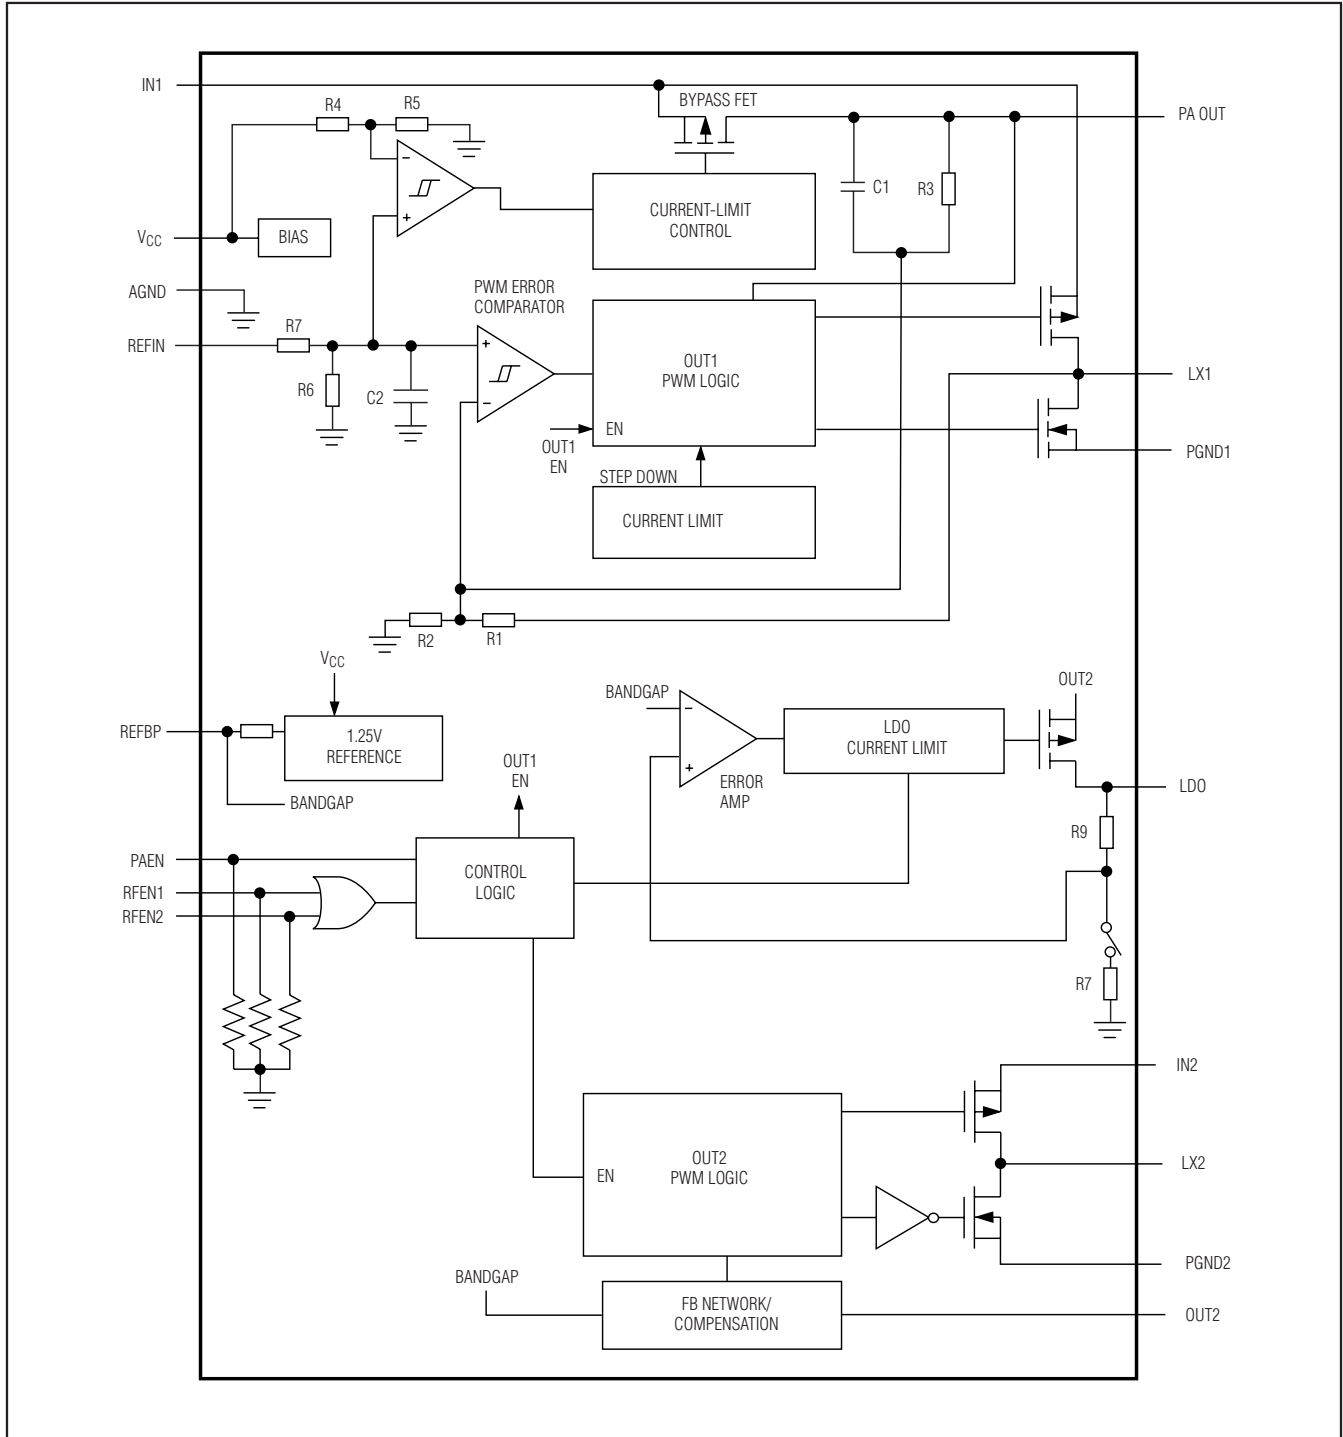 IN1
R4
R5
BYPASS FET
PA OUT
C1
R3
CURRENT-LIMIT
CONTROL
VCC
BIAS
AGND
PWM ERROR
COMPARATOR
R7
REFIN
R6
C2
OUT1
PWM LOGIC
LX1
EN
OUT1
EN
PGND1
STEP DOWN
CURRENT LIMIT
R2
R1
VCC
BANDGAP
OUT2
REFBP
1.25V
REFERENCE
LDO
CURRENT LIMIT
ERROR
AMP
LDO
BANDGAP
OUT1
EN
R9
PAEN
RFEN1
RFEN2
CONTROL
LOGIC
R7
IN2
OUT2
PWM LOGIC
EN
LX2
PGND2
BANDGAP
FB NETWORK/
COMPENSATION
OUT2